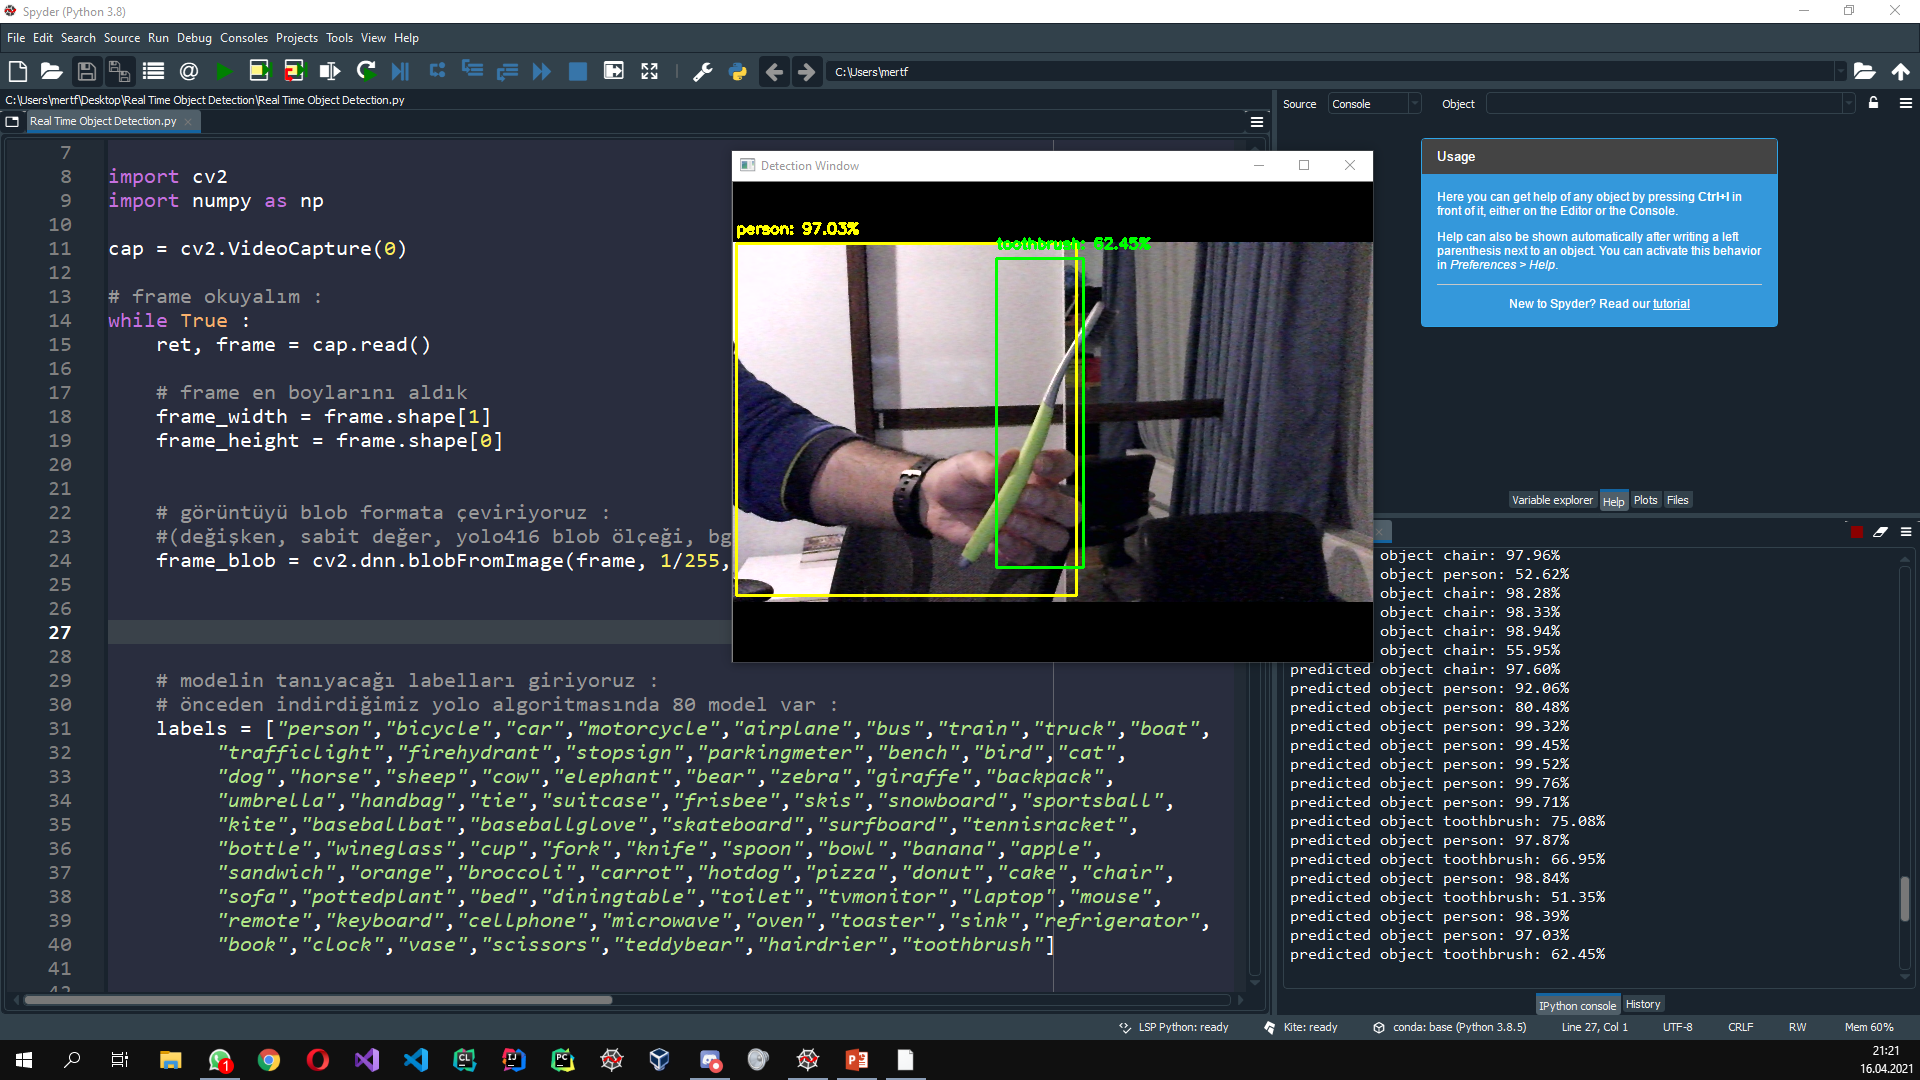 Spyder (Python 3.8)
File Edit Search Source Run Debug Consoles Projects Tools View Help
C:\Users\mertf
C:\Users\mertf\Desktop\Real Time Object Detection\Real Time Object Detection.py
Real Time Object Detection.py
7
8 import cv2
9 import numpy as np
10
11 cap = cv2.VideoCapture(0)
12
13 # frame okuyalım :
14 while True :
15 ret, frame = cap.read()
16
17 # frame en boylarını aldık
18 frame_width = frame.shape[1]
19 frame_height = frame.shape[0]
20
21
22 # görüntüyü blob formata çeviriyoruz :
23 #(değişken, sabit değer, yolo416 blob ölçeği, bg
24 frame_blob = cv2.dnn.blobFromImage(frame, 1/255,
25
26
27
28
29 # modelin tanıyacağı labelları giriyoruz :
30 # önceden indirdiğimiz yolo algoritmasında 80 model var :
31 labels = ["person","bicycle","car","motorcycle","airplane","bus","train","truck","boat",
32 "trafficlight","firehydrant","stopsign","parkingmeter","bench","bird","cat",
33 "dog","horse","sheep","cow","elephant","bear","zebra","giraffe","backpack",
34 "umbrella","handbag","tie","suitcase","frisbee","skis","snowboard","sportsball",
35 "kite","baseballbat","baseballglove","skateboard","surfboard","tennisracket",
36 "bottle","wineglass","cup","fork","knife","spoon","bowl","banana","apple",
37 "sandwich","orange","broccoli","carrot","hotdog","pizza","donut","cake","chair",
38 "sofa","pottedplant","bed","diningtable","toilet","tvmonitor","laptop","mouse",
39 "remote","keyboard","cellphone","microwave","oven","toaster","sink","refrigerator",
40 "book","clock","vase","scissors","teddybear","hairdrier","toothbrush"]
41
42
Detection Window
person: 97.03%
toothbrush: 62.45%
Source Console Object
Usage
Here you can get help of any object by pressing Ctrl+I in
front of it, either on the Editor or the Console.
Help can also be shown automatically after writing a left
parenthesis next to an object. You can activate this behavior
in Preferences > Help.
New to Spyder? Read our tutorial
Variable explorer Help Plots Files
object chair: 97.96%
object person: 52.62%
object chair: 98.28%
object chair: 98.33%
object chair: 98.94%
object chair: 55.95%
predicted object chair: 97.60%
predicted object person: 92.06%
predicted object person: 80.48%
predicted object person: 99.32%
predicted object person: 99.45%
predicted object person: 99.52%
predicted object person: 99.76%
predicted object person: 99.71%
predicted object toothbrush: 75.08%
predicted object person: 97.87%
predicted object toothbrush: 66.95%
predicted object person: 98.84%
predicted object toothbrush: 51.35%
predicted object person: 98.39%
predicted object person: 97.03%
predicted object toothbrush: 62.45%
IPython console History
LSP Python: ready Kite: ready conda: base (Python 3.8.5) Line 27, Col 1 UTF-8 CRLF RW Mem 60%
1
CL
IJ
PC
21:21
16.04.2021